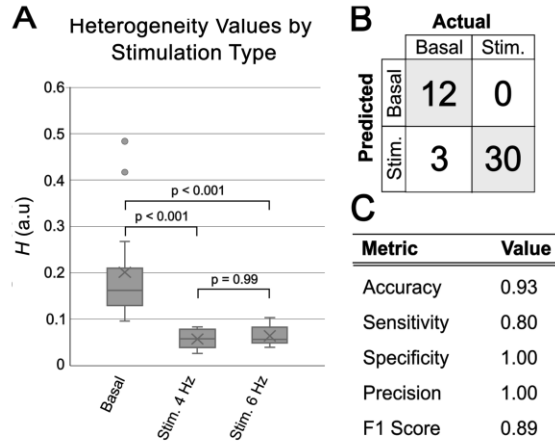 A
Heterogeneity Values by
Stimulation Type
H (a.u)
0.6
0.5
0.4
0.3
0.2
0.1
0
p < 0.001
p < 0.001
p = 0.99
Basal
Stim. 4 Hz
Stim. 6 Hz
B
Actual
Basal Stim.
Predicted
Basal 12 0
Stim. 3 30
C
Metric Value
Accuracy 0.93
Sensitivity 0.80
Specificity 1.00
Precision 1.00
F1 Score 0.89